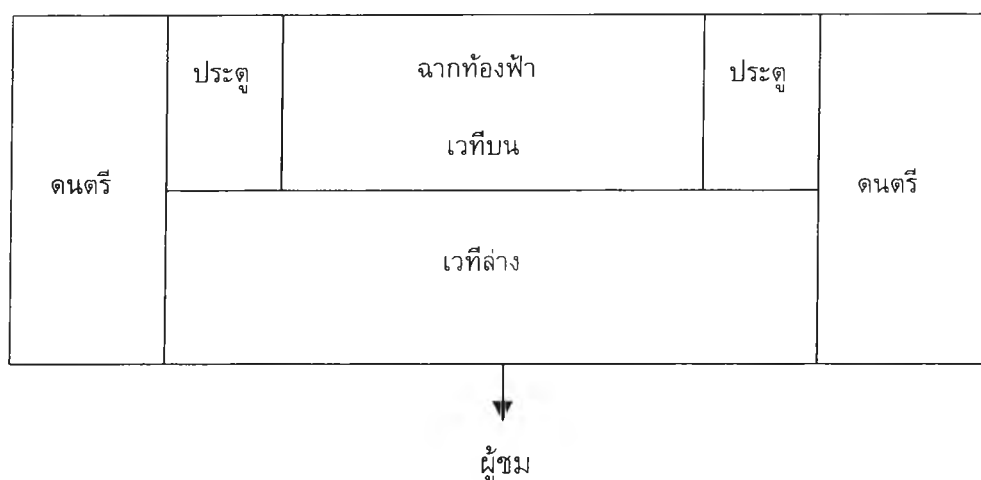 ประตู
ฉากท้องฟ้า
ประตู
เวทีบน
ดนตรี
ดนตรี
เวทีล่าง
ผู้ชม